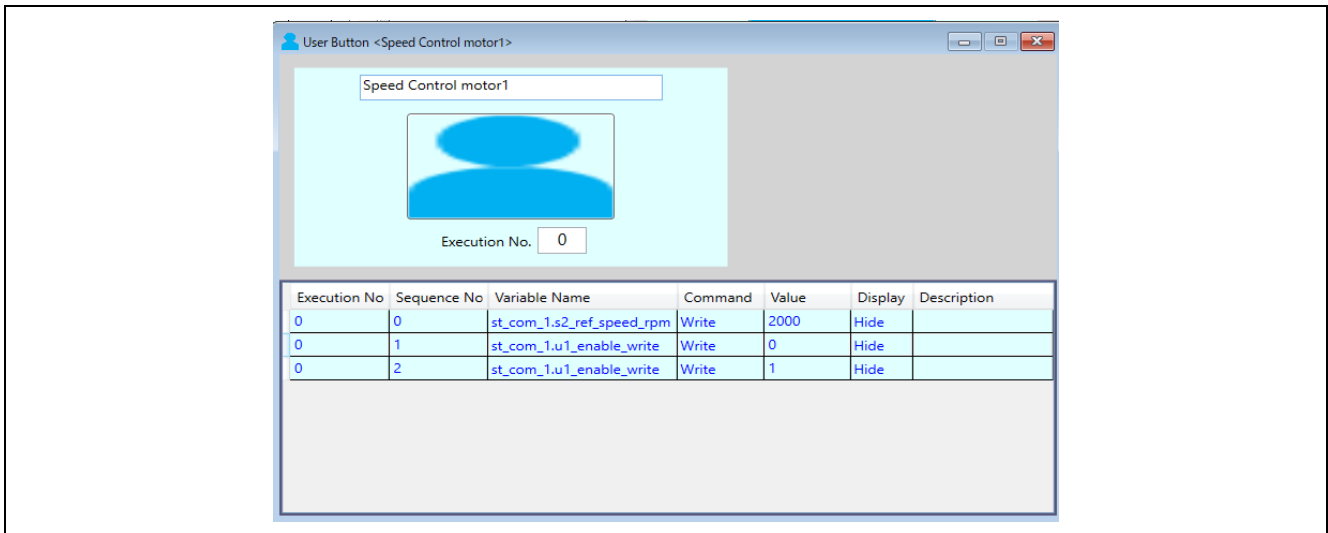 User Button <Speed Control motor1>
Speed Control motor1
Execution No. 0
Execution No Sequence No Variable Name Command Value Display Description
0 0 st_com_1.s2_ref_speed_rpm Write 2000 Hide
0 1 st_com_1.u1_enable_write Write 0 Hide
0 2 st_com_1.u1_enable_write Write 1 Hide